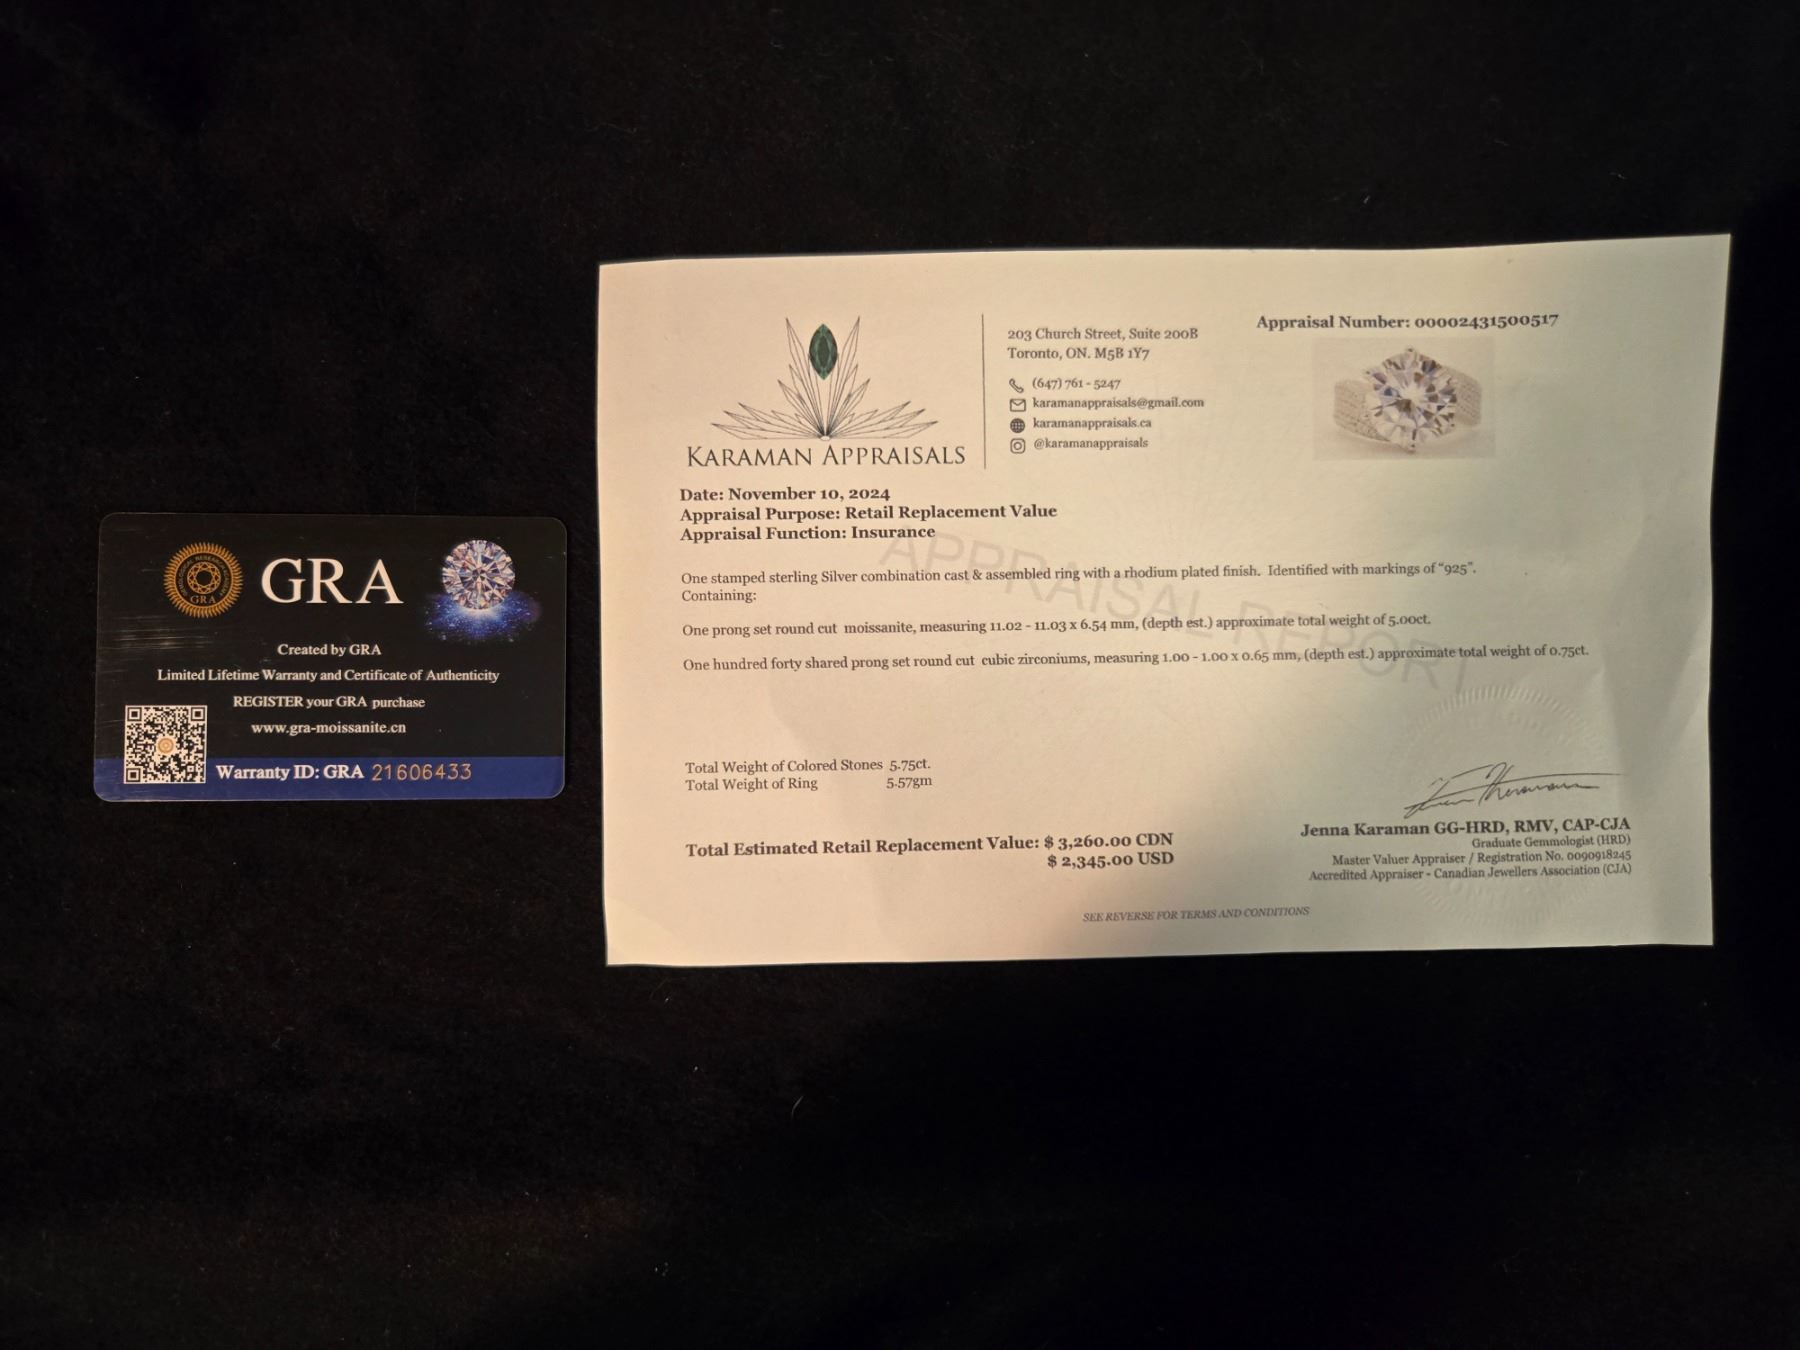 GRA
GRA
Created by GRA
Limited Lifetime Warranty and Certificate of Authenticity
REGISTER your GRA purchase
www.gra-moissanite.cn
Warranty ID: GRA 21606433
KARAMAN APPRAISALS
203 Church Street, Suite 200B
Toronto, ON. M5B 1Y7
(647) 761 - 5247
karamanappraisals@gmail.com
karamanappraisals.ca
@karamanappraisals
Appraisal Number: 00002431500517
Date: November 10, 2024
Appraisal Purpose: Retail Replacement Value
Appraisal Function: Insurance
APPRAISAL REPORT
One stamped sterling Silver combination cast & assembled ring with a rhodium plated finish. Identified with markings of "925".
Containing:
One prong set round cut moissanite, measuring 11.02 - 11.03 x 6.54 mm, (depth est.) approximate total weight of 5.00ct.
One hundred forty shared prong set round cut cubic zirconiums, measuring 1.00 - 1.00 x 0.65 mm, (depth est.) approximate total weight of 0.75ct.
Total Weight of Colored Stones 5.75ct.
Total Weight of Ring 5.57gm
Total Estimated Retail Replacement Value: $ 3,260.00 CDN
$ 2,345.00 USD
Jenna Karaman GG-HRD, RMV, CAP-CJA
Graduate Gemmologist (HRD)
Master Valuer Appraiser / Registration No. 0090918245
Accredited Appraiser - Canadian Jewellers Association (CJA)
SEE REVERSE FOR TERMS AND CONDITIONS